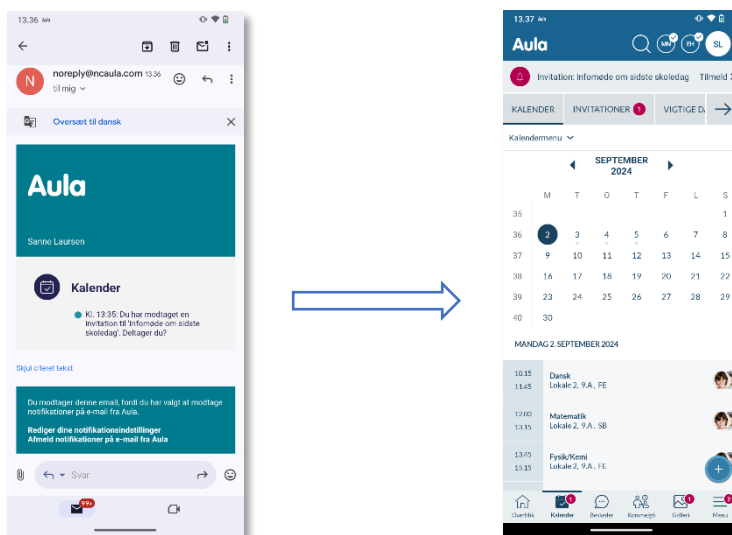 13.36
noreply@ncaula.com 13.36
til mig
N
Oversæt til dansk
Aula
Sanne Laursen
Kalender
Kl. 13:35: Du har modtaget en
invitation til 'Infomøde om sidste
skoledag'. Deltager du?
Skjul citeret tekst
Du modtager denne email, fordi du har valgt at modtage
notifikationer på e-mail fra Aula.
Rediger dine notifikationsindstillinger
Afmeld notifikationer på e-mail fra Aula
Svar
99+
13.37
Aula
MN EH SL
Invitation: Infomøde om sidste skoledag Tilmeld
KALENDER INVITATIONER 1 VIGTIGE D
Kalendermenu
SEPTEMBER
2024
M T O T F L S
35 1
36 2 3 4 5 6 7 8
37 9 10 11 12 13 14 15
38 16 17 18 19 20 21 22
39 23 24 25 26 27 28 29
40 30
MANDAG 2. SEPTEMBER 2024
10.15 Dansk
11.45 Lokale 2, 9.A, FE
12.00 Matematik
13.15 Lokale 2, 9.A, SB
13.45 Fysik/Kemi
15.15 Lokale 2, 9.A, FE
+
1 2
Overblik Kalender Beskeder Komme/gå Galleri Menu